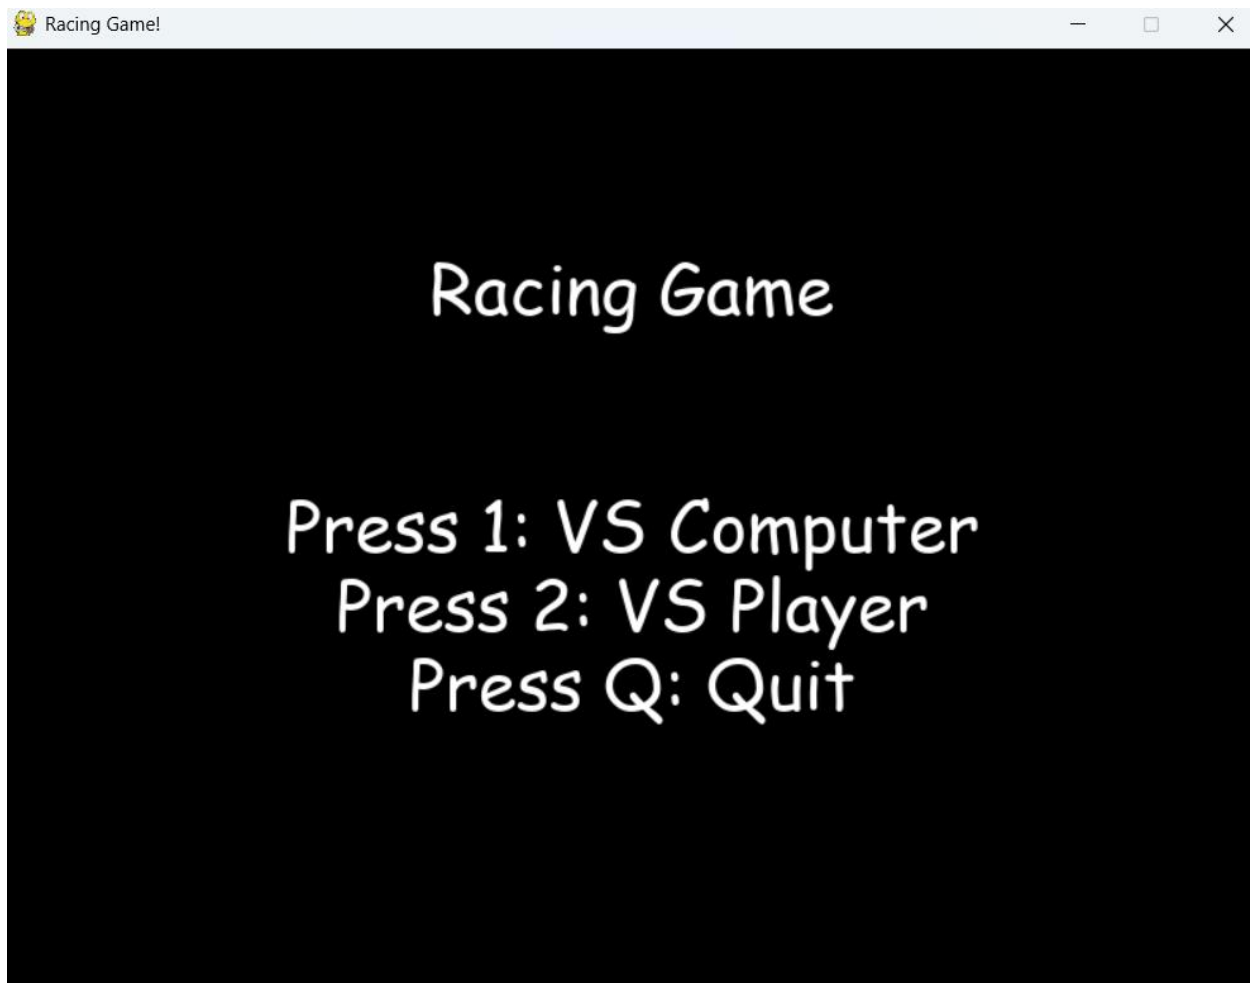 Racing Game!
Racing Game
Press 1: VS Computer
Press 2: VS Player
Press Q: Quit